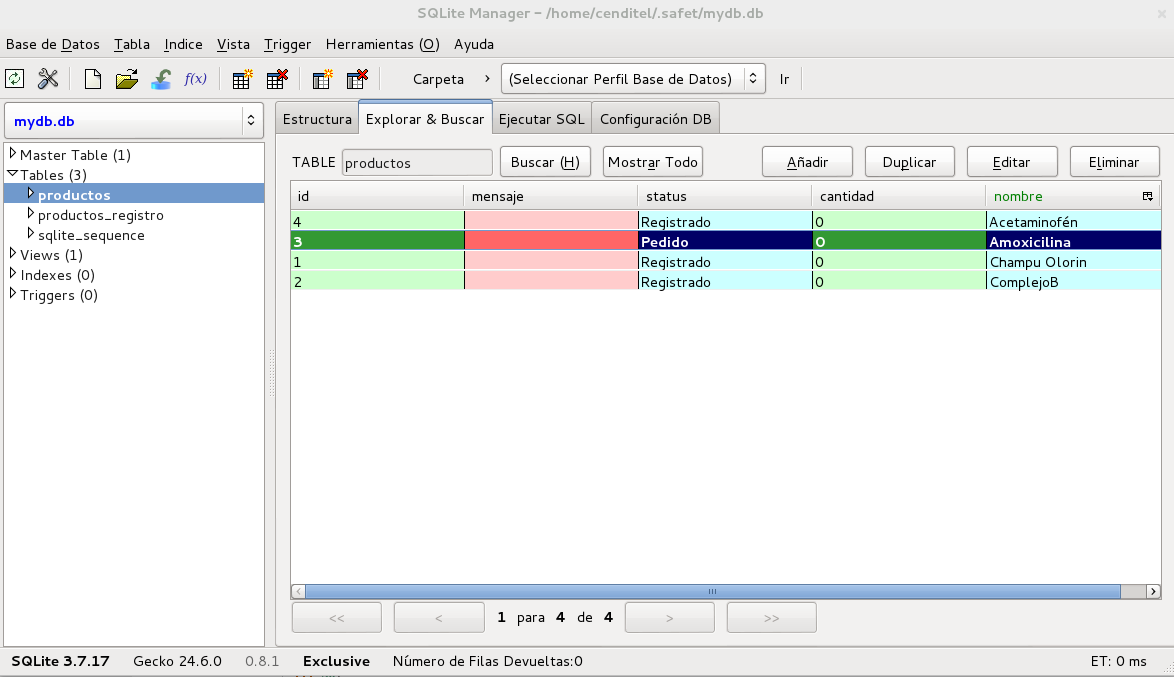 SQLite Manager - /home/cenditel/.safet/mydb.db
Base de Datos Tabla Indice Vista Trigger Herramientas (O) Ayuda
f(x) Carpeta (Seleccionar Perfil Base de Datos) Ir
mydb.db
Master Table (1)
Tables (3)
productos
productos_registro
sqlite_sequence
Views (1)
Indexes (0)
Triggers (0)
Estructura Explorar & Buscar Ejecutar SQL Configuración DB
TABLE productos Buscar (H) Mostrar Todo Añadir Duplicar Editar Eliminar
id mensaje status cantidad nombre
4 Registrado 0 Acetaminofén
3 Pedido 0 Amoxicilina
1 Registrado 0 Champu Olorin
2 Registrado 0 ComplejoB
<< < 1 para 4 de 4 > >>
SQLite 3.7.17 Gecko 24.6.0 0.8.1 Exclusive Número de Filas Devueltas:0 ET: 0 ms